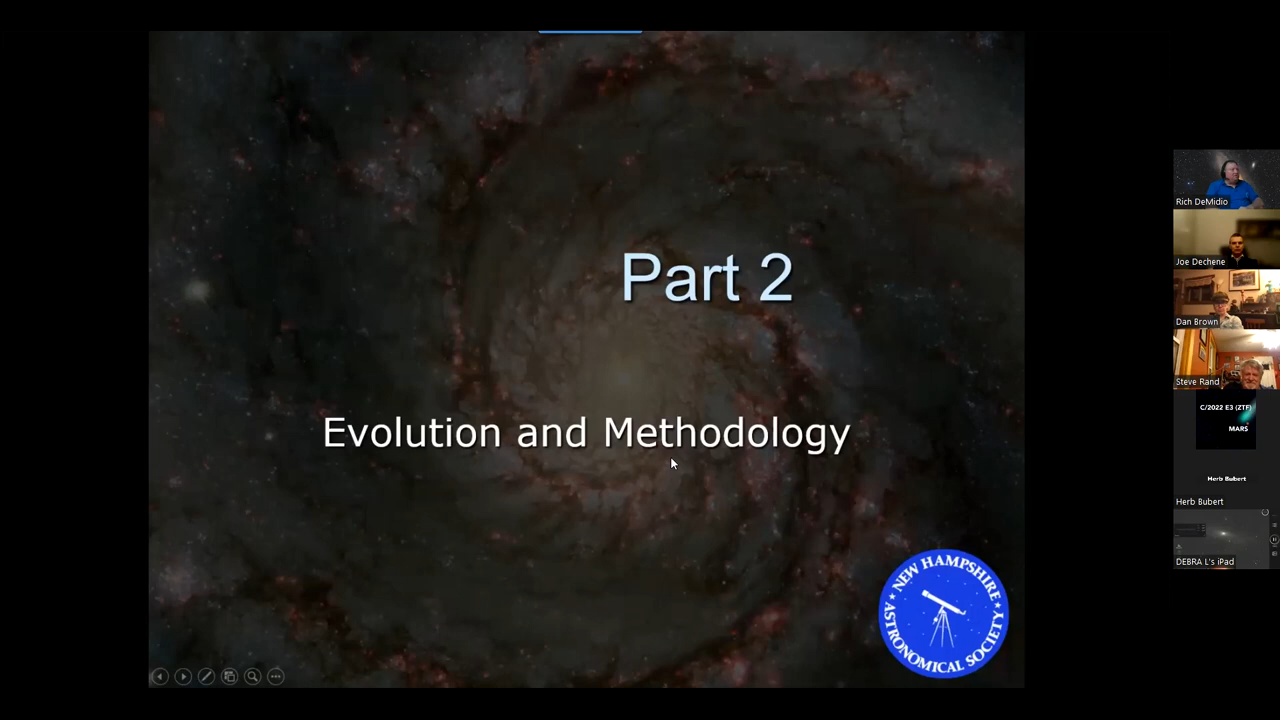 Part 2
Evolution and Methodology
NEW HAMPSHIRE
ASTRONOMICAL SOCIETY
Rich DeMidio
Joe Dechene
Dan Brown
Steve Rand
C/2022 E3 (ZTF)
MARS
Herb Bubert
Herb Bubert
DEBRA L's iPad